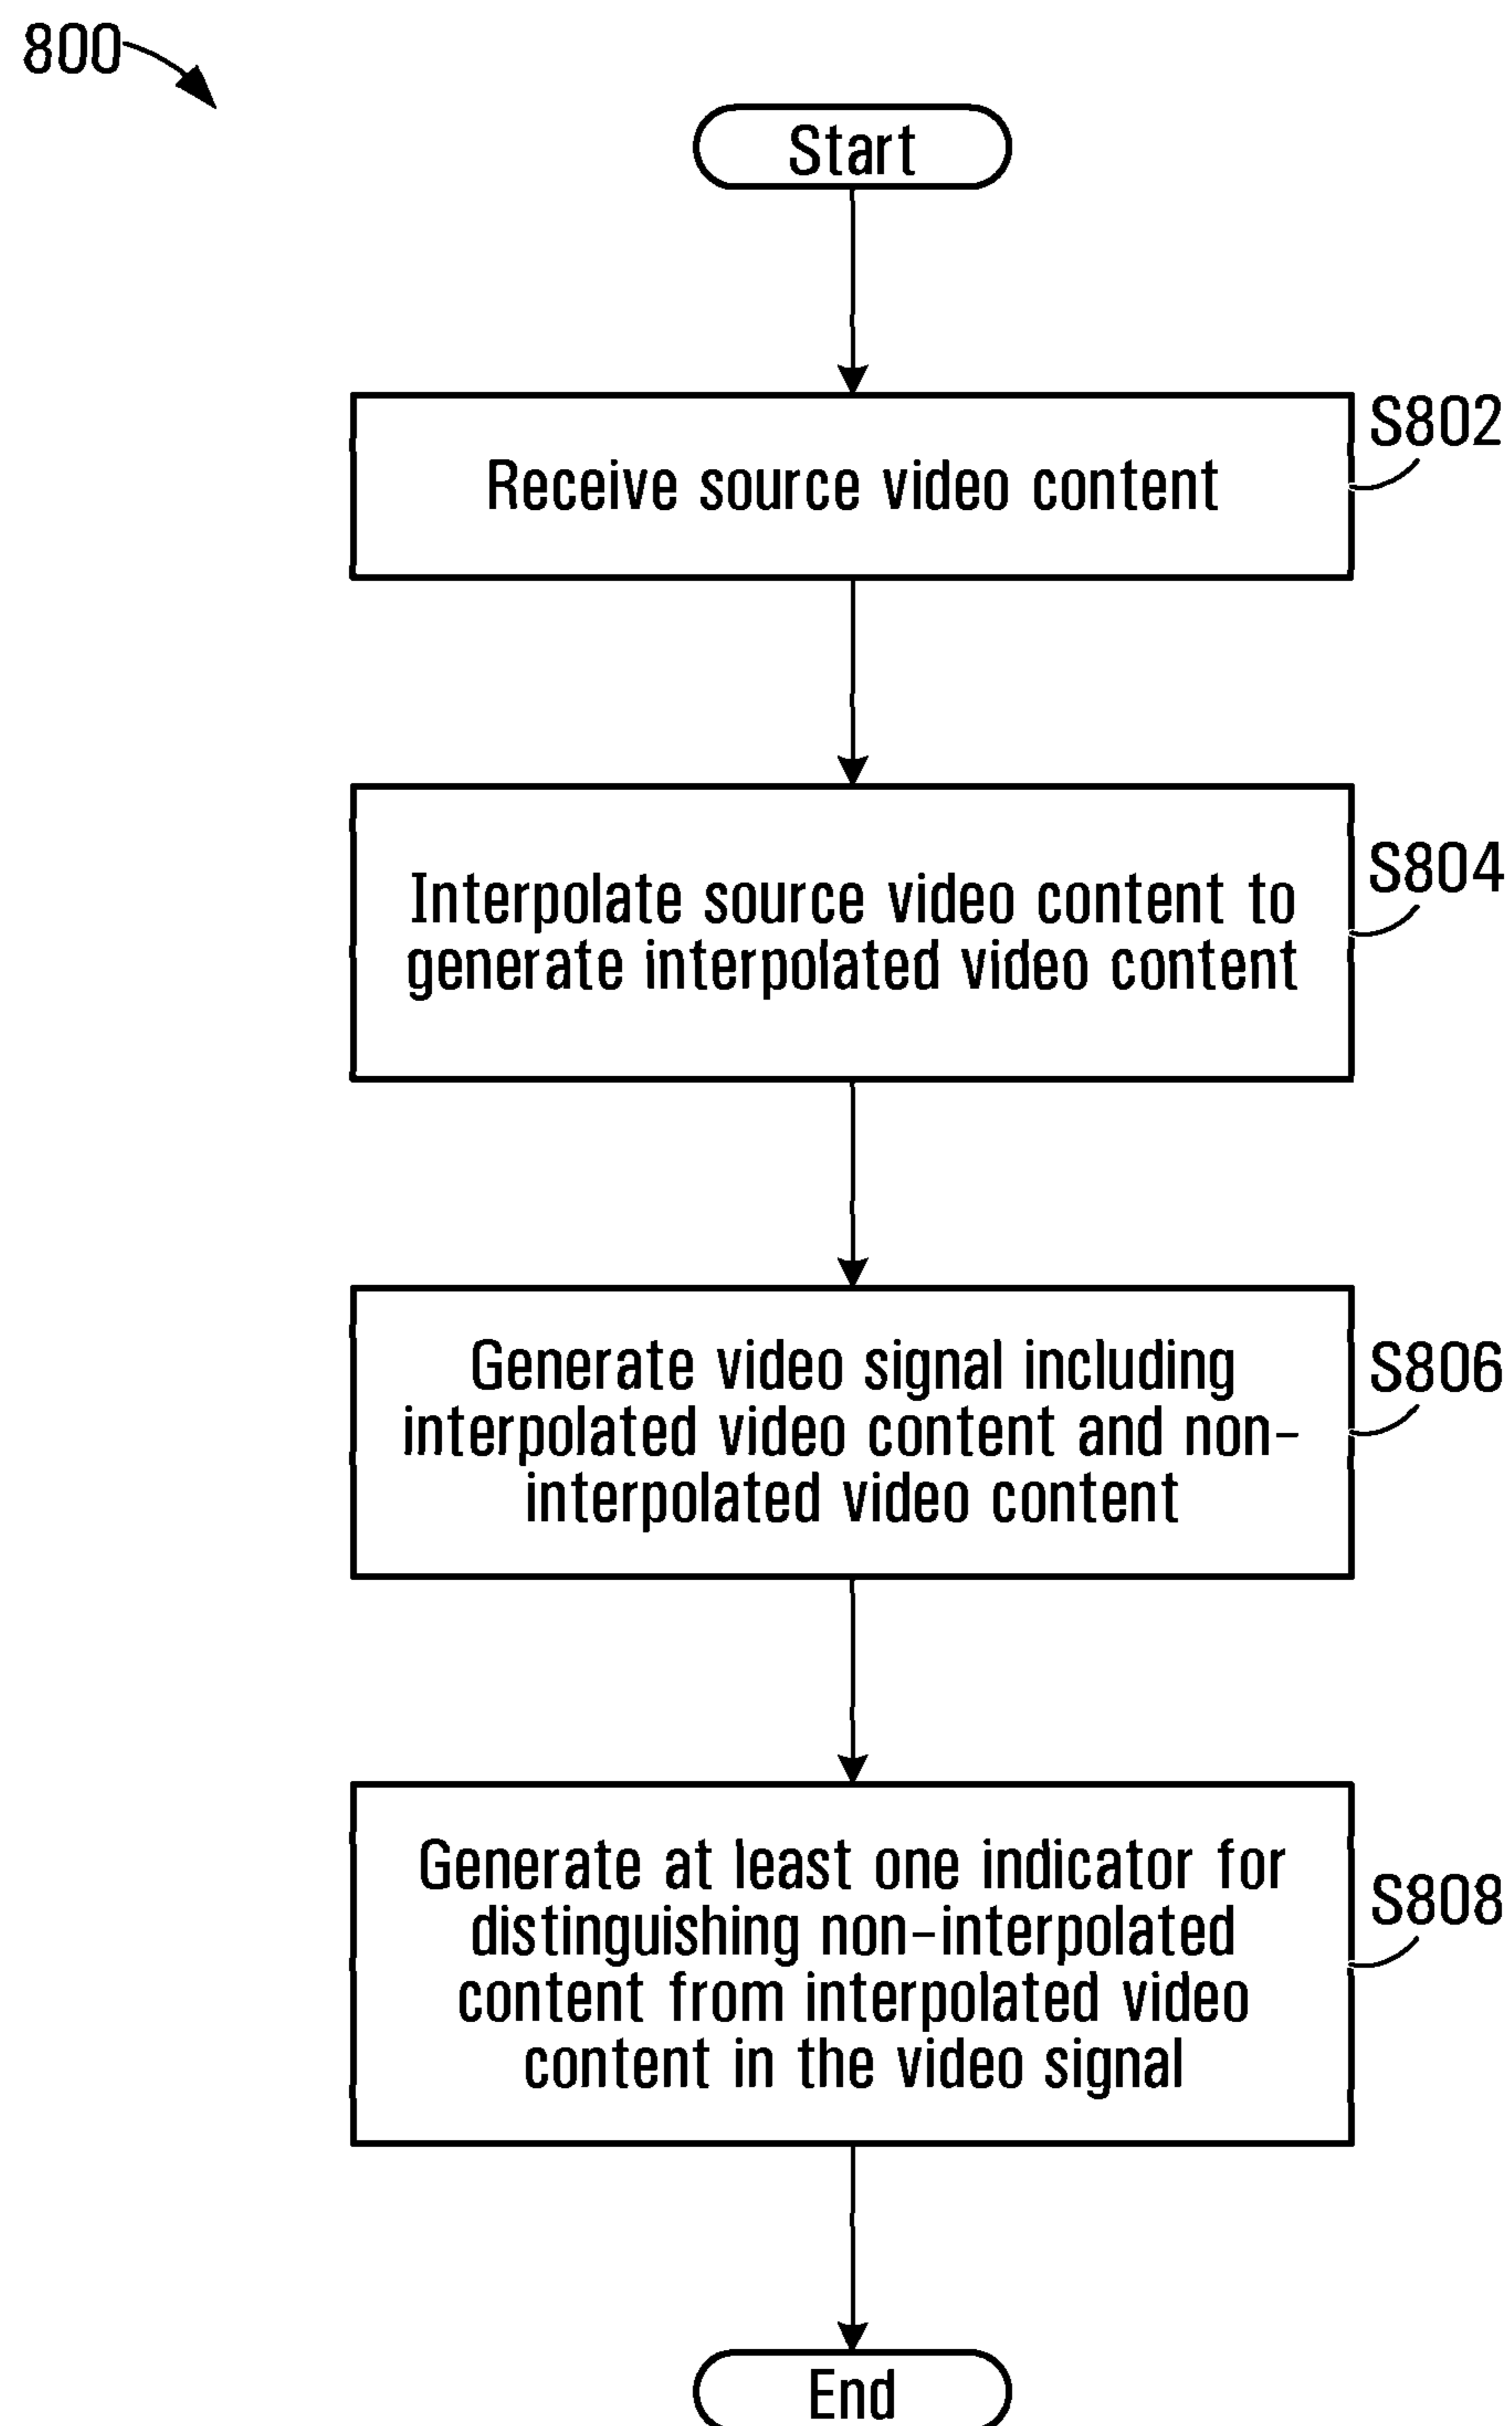 800
Start
Receive source video content
S802
Interpolate source video content to
generate interpolated video content
S804
Generate video signal including
interpolated video content and non-
interpolated video content
S806
Generate at least one indicator for
distinguishing non-interpolated
content from interpolated video
content in the video signal
S808
End